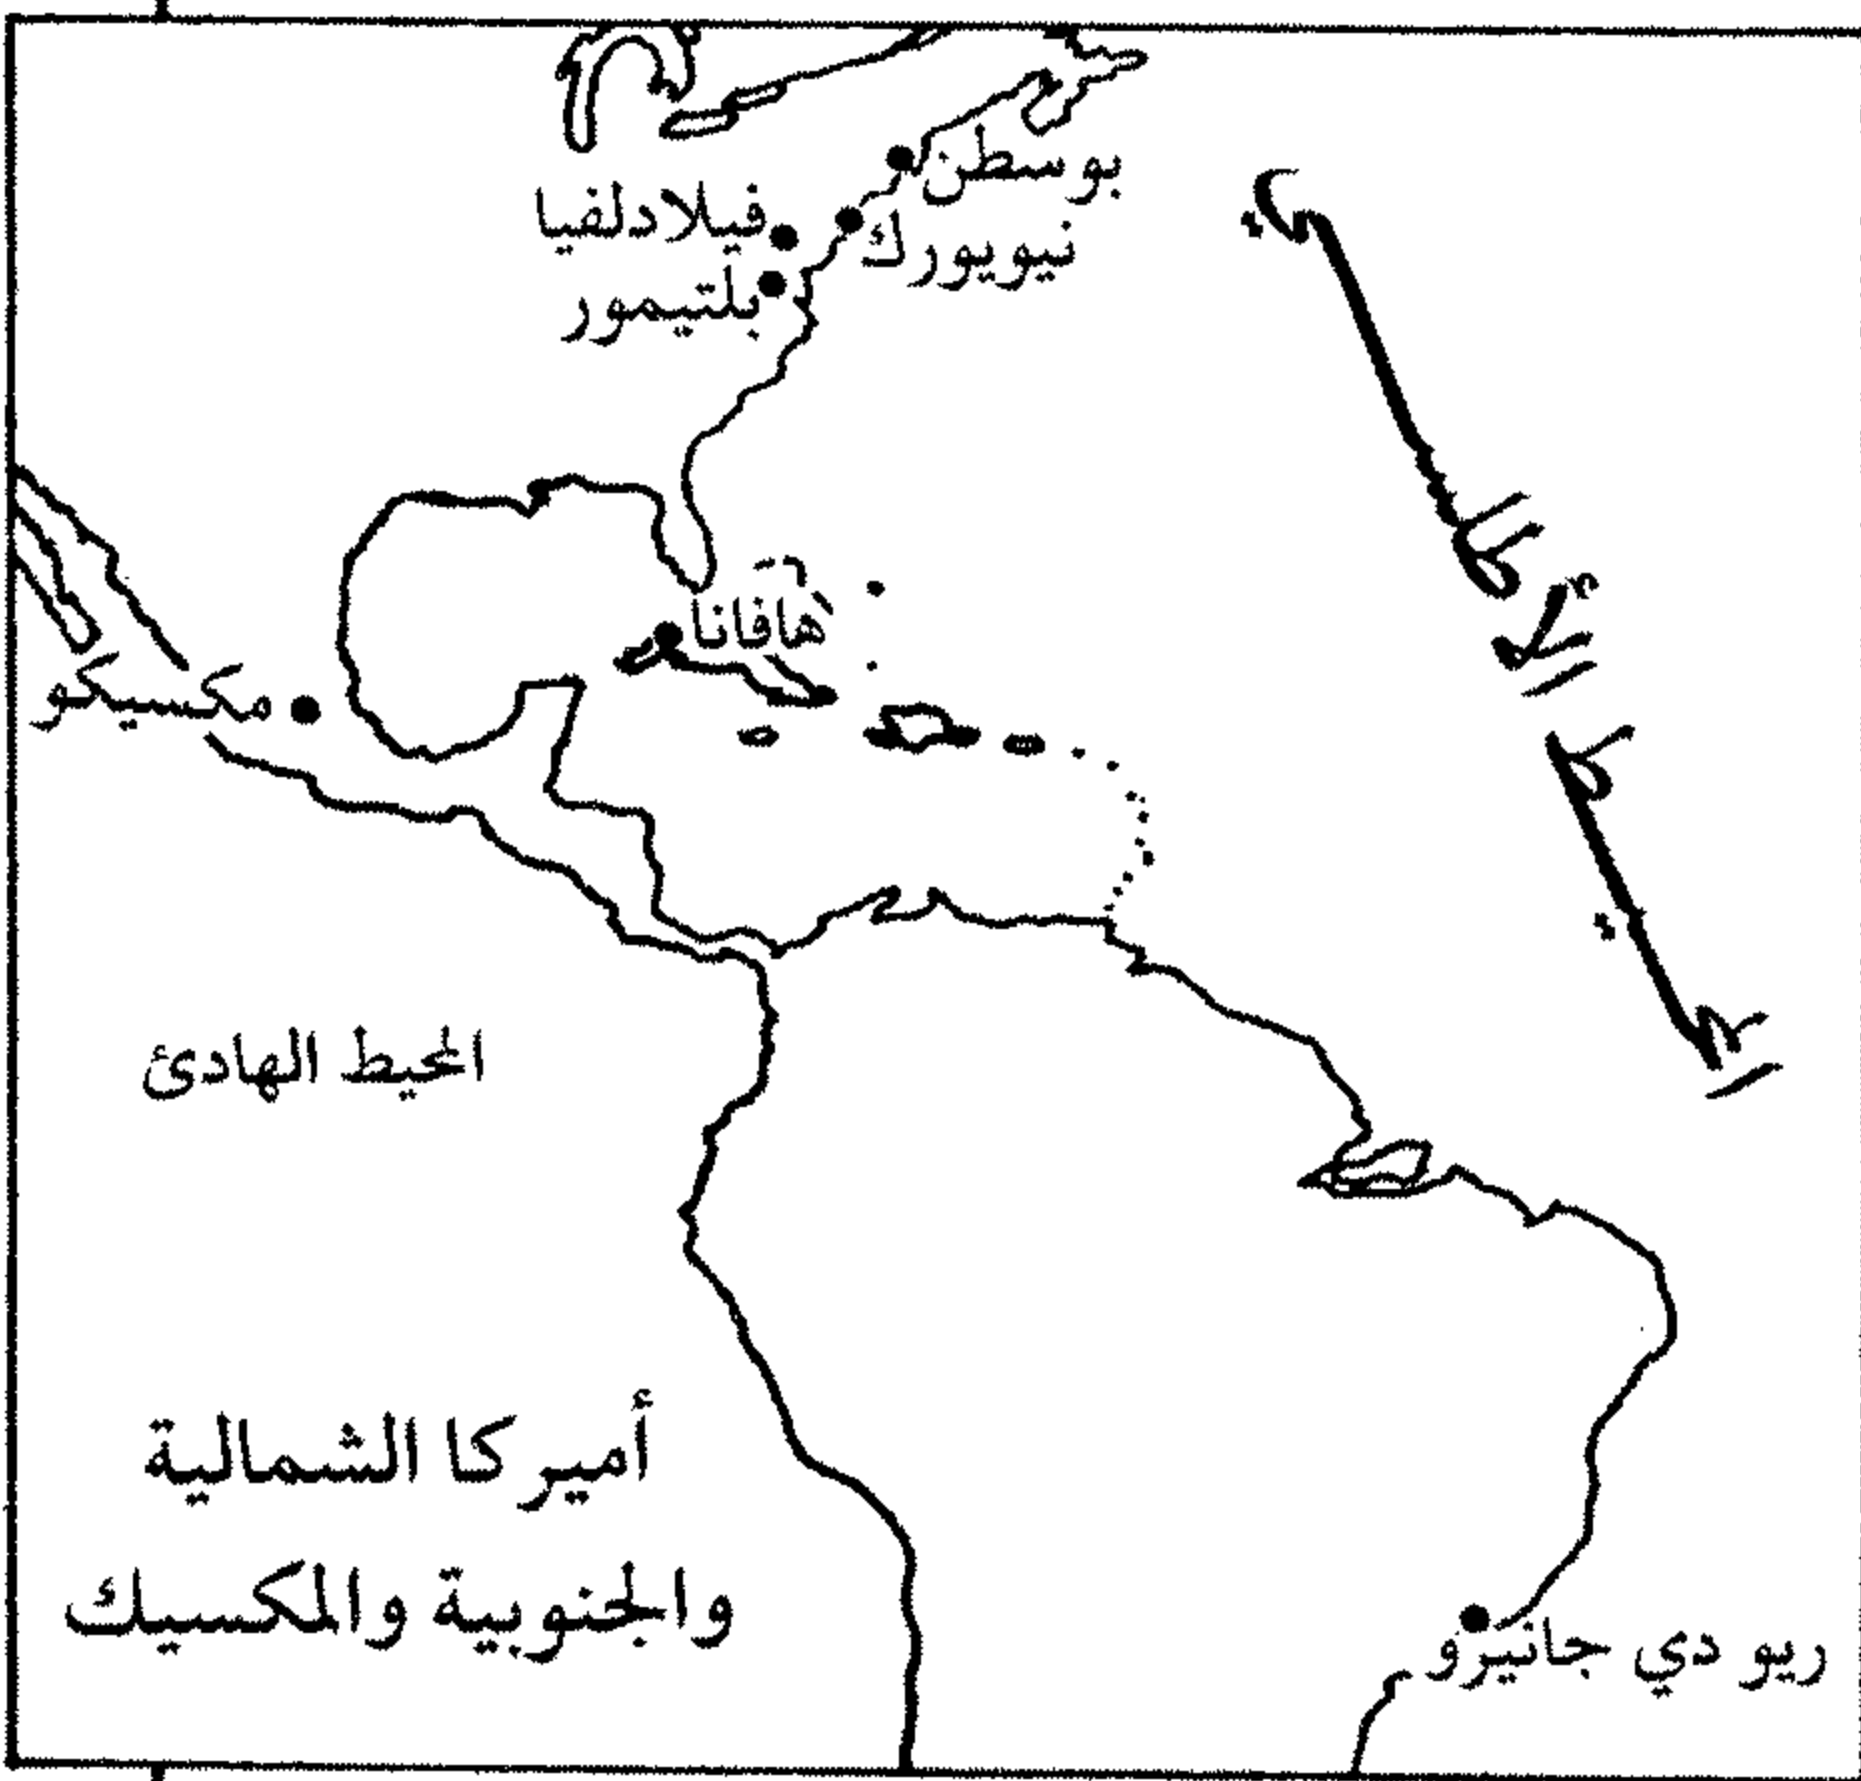 بوسطن
نيويورك
فيلادلفيا
بلتيمور
المحيط الأطلسي
هافانا
مكسيكو
المحيط الهادئ
أميركا الشمالية
والجنوبية والمكسيك
ريو دي جانيرو